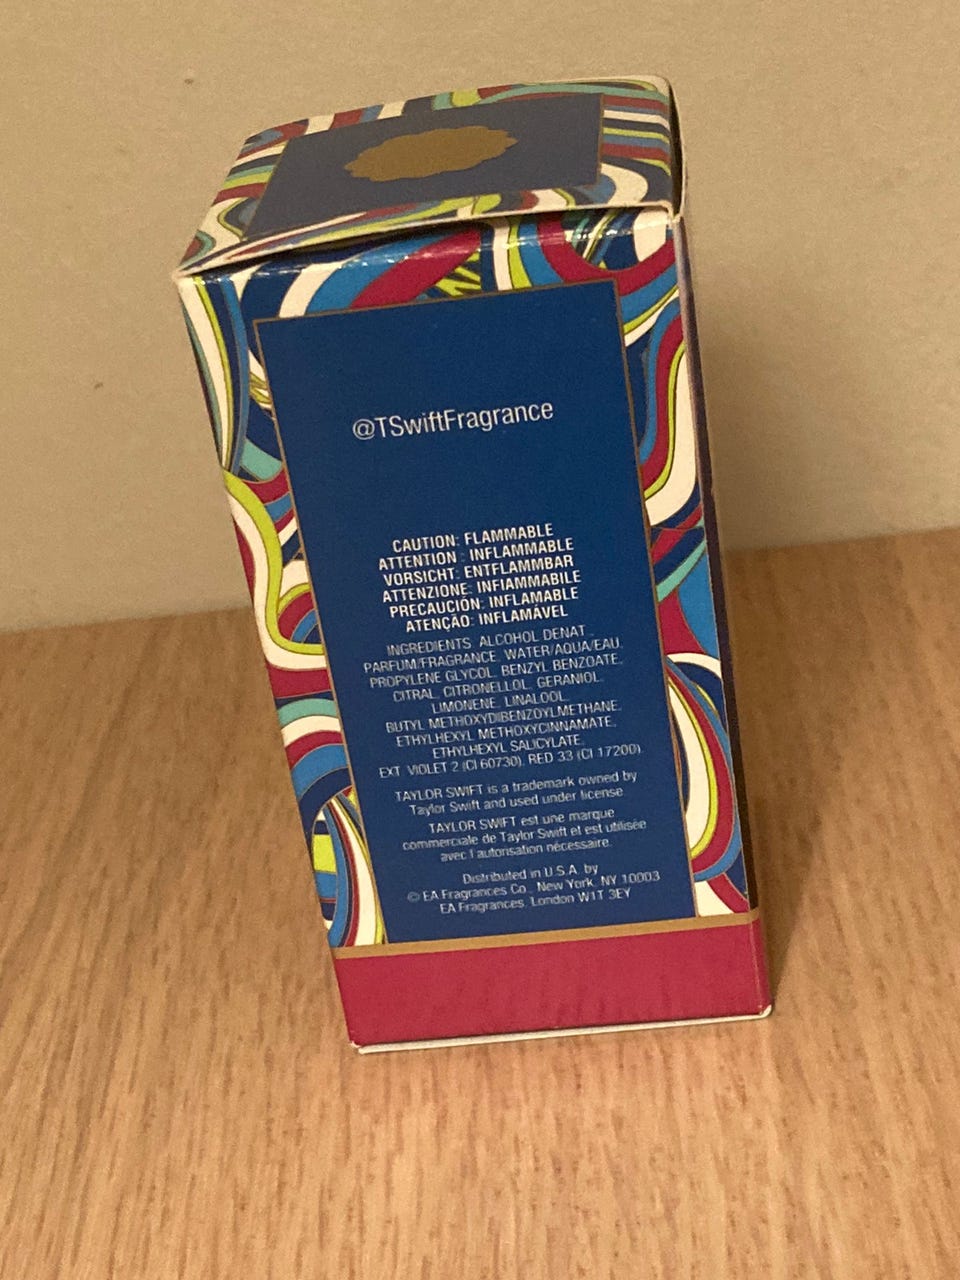 @TSwiftFragrance
CAUTION: FLAMMABLE
ATTENTION : INFLAMMABLE
VORSICHT: ENTFLAMMBAR
ATTENZIONE: INFIAMMABILE
PRECAUCIÓN: INFLAMABLE
ATENÇÃO: INFLAMÁVEL
INGREDIENTS: ALCOHOL DENAT.,
PARFUM/FRAGRANCE, WATER/AQUA/EAU,
PROPYLENE GLYCOL, BENZYL BENZOATE,
CITRAL, CITRONELLOL, GERANIOL,
LIMONENE, LINALOOL,
BUTYL METHOXYDIBENZOYLMETHANE,
ETHYLHEXYL METHOXYCINNAMATE,
ETHYLHEXYL SALICYLATE,
EXT. VIOLET 2 (CI 60730), RED 33 (CI 17200).
TAYLOR SWIFT is a trademark owned by
Taylor Swift and used under license.
TAYLOR SWIFT est une marque
commerciale de Taylor Swift et est utilisée
avec l'autorisation nécessaire.
Distributed in U.S.A. by
© EA Fragrances Co., New York, NY 10003
EA Fragrances, London W1T 3EY